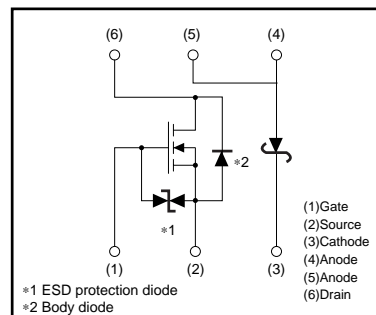 (6) (5) (4)
∗2
∗1
(1) (2) (3)
(1)Gate
(2)Source
(3)Cathode
(4)Anode
(5)Anode
(6)Drain
∗1 ESD protection diode
∗2 Body diode